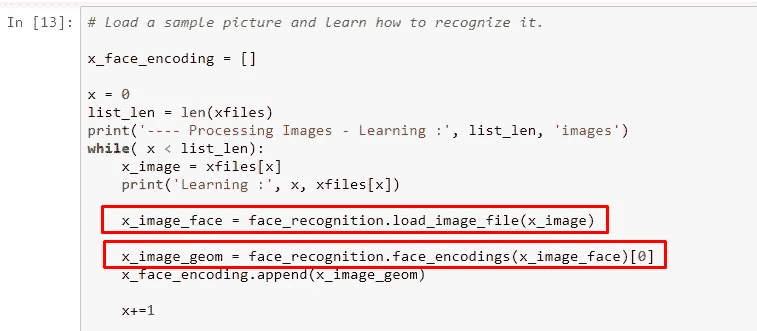 In [13]: # Load a sample picture and learn how to recognize it.
x_face_encoding = []
x = 0
list_len = len(xfiles)
print('---- Processing Images - Learning :', list_len, 'images')
while( x < list_len):
    x_image = xfiles[x]
    print('Learning :', x, xfiles[x])
    x_image_face = face_recognition.load_image_file(x_image)
    x_image_geom = face_recognition.face_encodings(x_image_face)[0]
    x_face_encoding.append(x_image_geom)
    x+=1